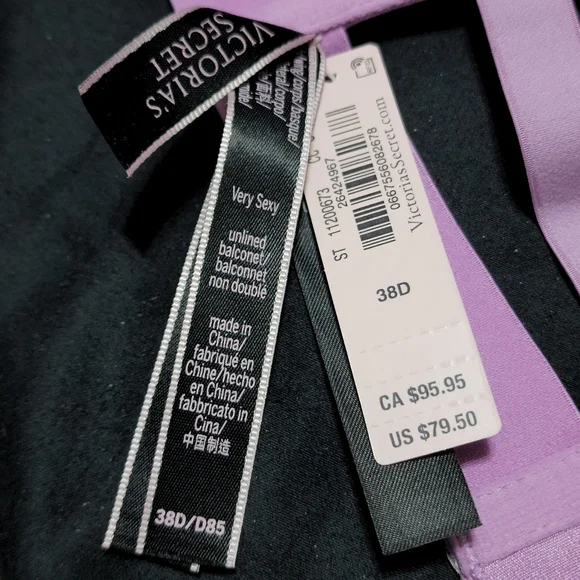 VICTORIA'S
SECRET
Very Sexy
unlined
balconet/
balconnet
non doublé
made in
China/
fabriqué en
Chine/hecho
en China/
fabbricato in
Cina/
中国制造
38D/D85
ST 11200673
26424967
0667556082678
VictoriasSecret.com
38D
CA $95.95
US $79.50